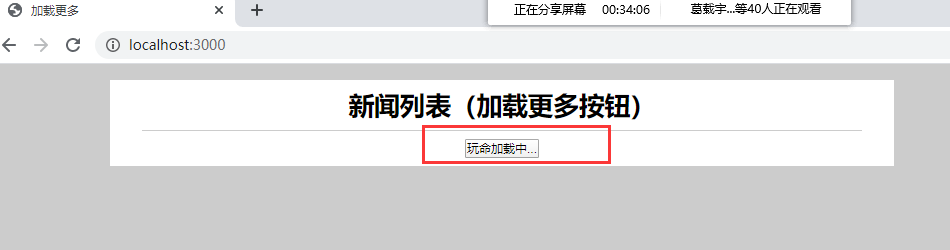 加载更多
正在分享屏幕 00:34:06 葛载宇...等40人正在观看
localhost:3000
新闻列表（加载更多按钮）
玩命加载中...